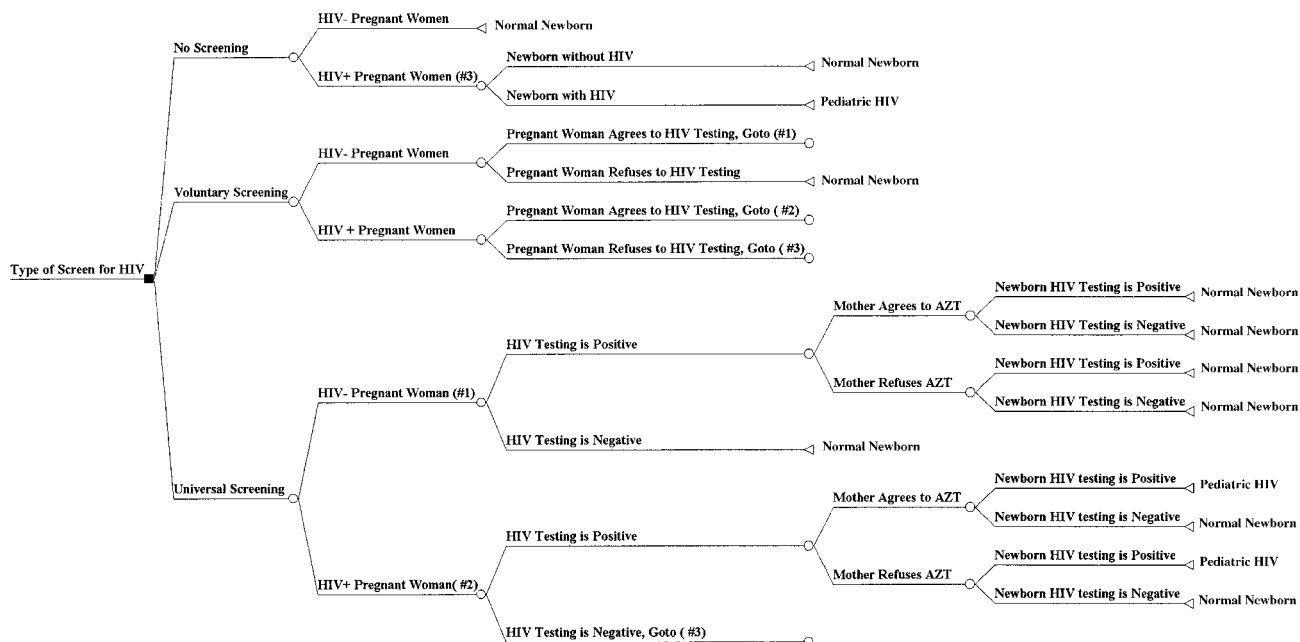 HIV- Pregnant Women
Normal Newborn
No Screening
Newborn without HIV
Normal Newborn
HIV+ Pregnant Women (#3)
Newborn with HIV
Pediatric HIV
Pregnant Woman Agrees to HIV Testing, Goto (#1)
HIV- Pregnant Women
Pregnant Woman Refuses to HIV Testing
Normal Newborn
Voluntary Screening
Pregnant Woman Agrees to HIV Testing, Goto ( #2)
HIV + Pregnant Women
Pregnant Woman Refuses to HIV Testing, Goto ( #3)
Type of Screen for HIV
Newborn HIV Testing is Positive
Normal Newborn
Mother Agrees to AZT
Newborn HIV Testing is Negative
Normal Newborn
HIV Testing is Positive
Newborn HIV Testing is Positive
Normal Newborn
Mother Refuses AZT
Newborn HIV Testing is Negative
Normal Newborn
HIV- Pregnant Woman (#1)
HIV Testing is Negative
Normal Newborn
Universal Screening
Newborn HIV testing is Positive
Pediatric HIV
Mother Agrees to AZT
Newborn HIV testing is Negative
Normal Newborn
HIV Testing is Positive
Newborn HIV testing is Positive
Pediatric HIV
Mother Refuses AZT
Newborn HIV testing is Negative
Normal Newborn
HIV+ Pregnant Woman( #2)
HIV Testing is Negative, Goto ( #3)